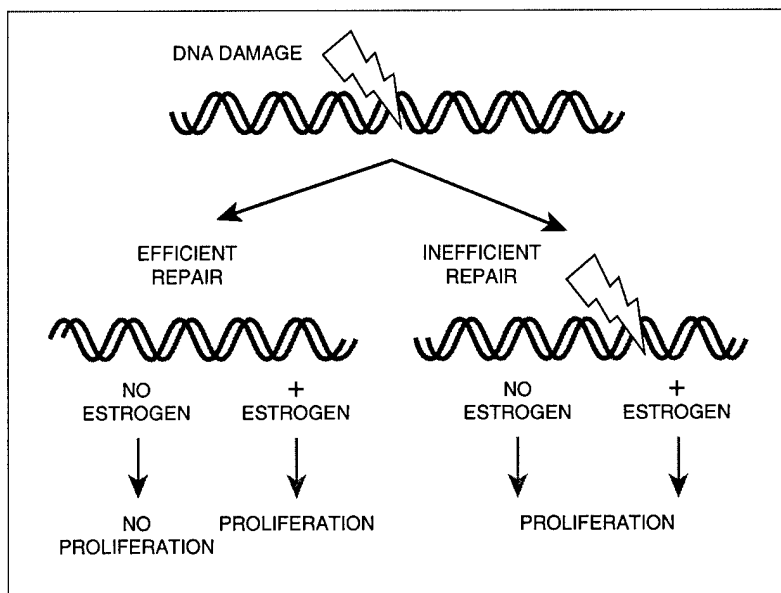 DNA DAMAGE
EFFICIENT
REPAIR
INEFFICIENT
REPAIR
NO
ESTROGEN
+
ESTROGEN
NO
ESTROGEN
+
ESTROGEN
NO
PROLIFERATION
PROLIFERATION
PROLIFERATION